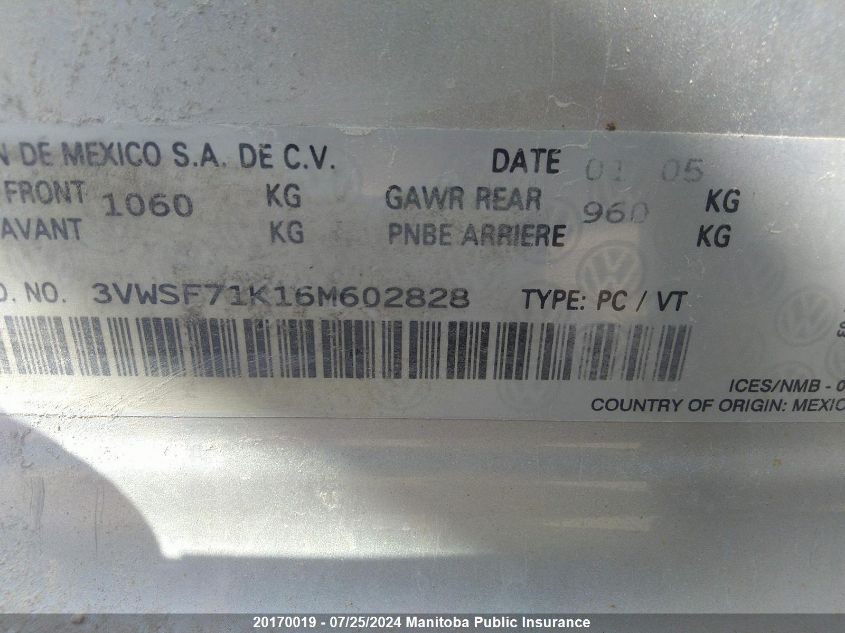 N DE MEXICO S.A. DE C.V. DATE 01 05
FRONT 1060 KG GAWR REAR 960 KG
AVANT KG PNBE ARRIERE KG
D. NO. 3VWSF71K16M602828 TYPE: PC / VT
ICES/NMB - 0
COUNTRY OF ORIGIN: MEXIC
20170019 - 07/25/2024 Manitoba Public Insurance